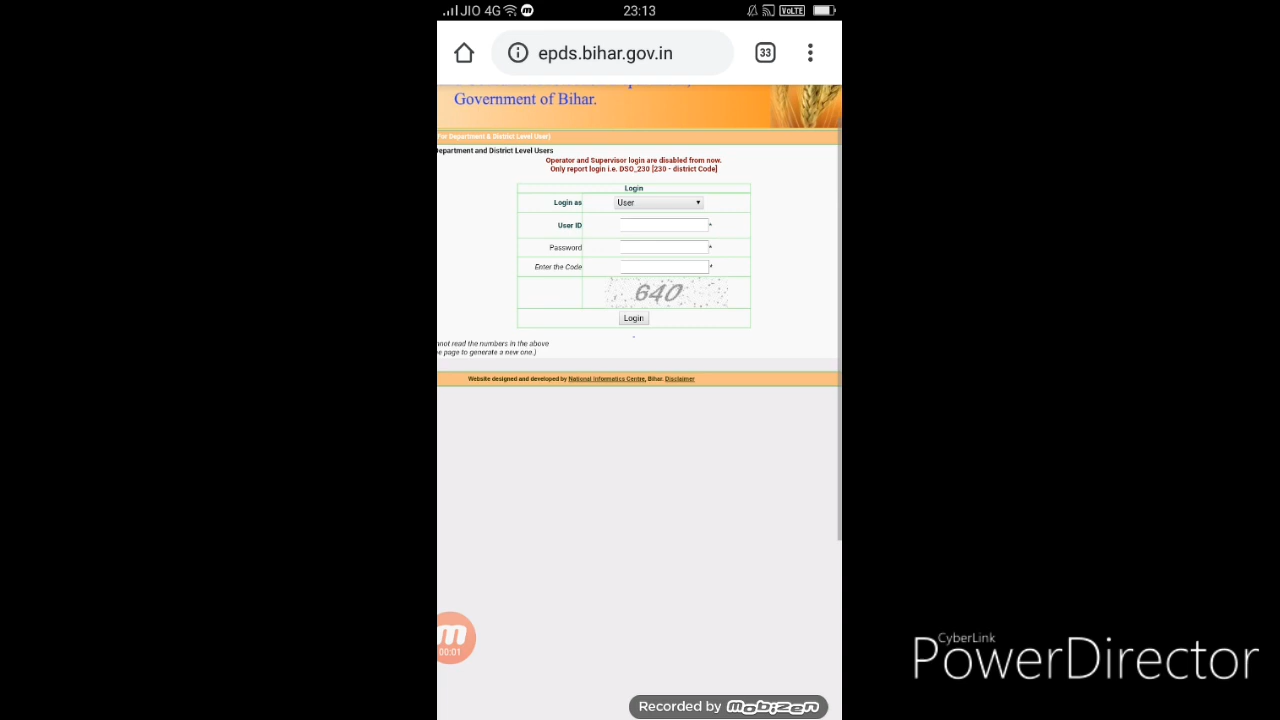 JIO 4G
23:13
VoLTE
epds.bihar.gov.in
33
Government of Bihar.
For Department & District Level User)
Department and District Level Users
Operator and Supervisor login are disabled from now.
Only report login i.e. DSO_230 [230 - district Code]
Login
Login as
User
User ID
*
Password
*
Enter the Code
*
640
Login
not read the numbers in the above
page to generate a new one.)
Website designed and developed by National Informatics Centre, Bihar. Disclaimer
00:01
CyberLink
PowerDirector
Recorded by mobizen